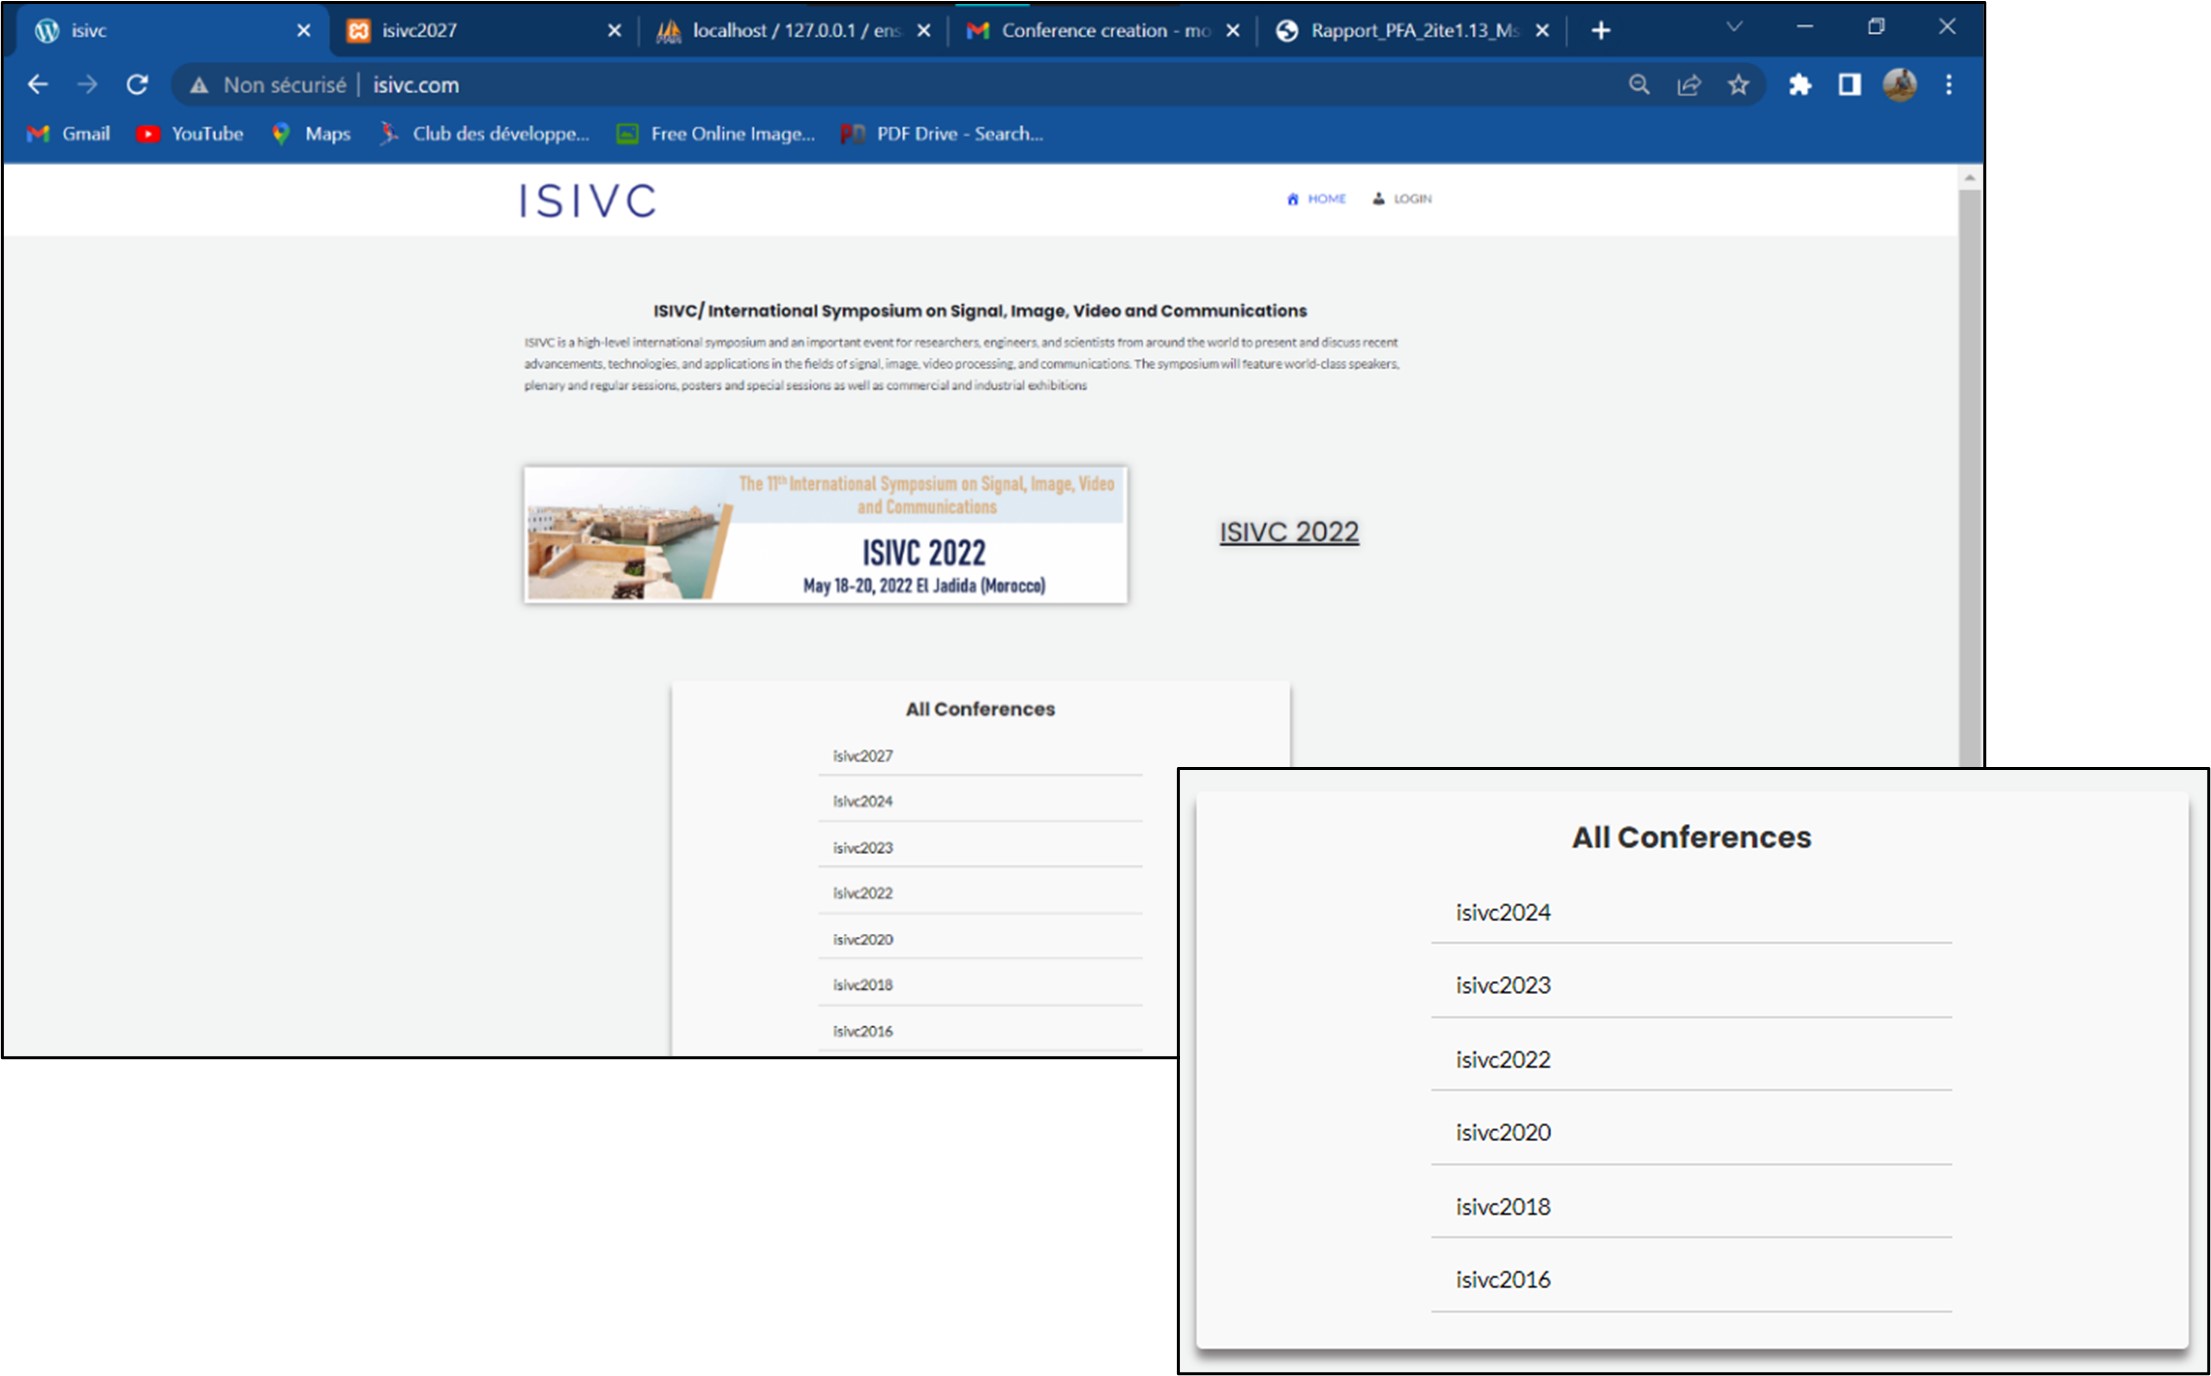 isivc
isivc2027
localhost / 127.0.0.1 / ens
Conference creation - mo
Rapport_PFA_2ite1.13_Ms
Non sécurisé
isivc.com
Gmail
YouTube
Maps
Club des développe...
Free Online Image...
PDF Drive - Search...
ISIVC
HOME
LOGIN
ISIVC/ International Symposium on Signal, Image, Video and Communications
ISIVC is a high-level international symposium and an important event for researchers, engineers, and scientists from around the world to present and discuss recent
advancements, technologies, and applications in the fields of signal, image, video processing, and communications. The symposium will feature world-class speakers,
plenary and regular sessions, posters and special sessions as well as commercial and industrial exhibitions
The 11th International Symposium on Signal, Image, Video
and Communications
ISIVC 2022
May 18-20, 2022 El Jadida (Morocco)
ISIVC 2022
All Conferences
isivc2027
isivc2024
isivc2023
isivc2022
isivc2020
isivc2018
isivc2016
All Conferences
isivc2024
isivc2023
isivc2022
isivc2020
isivc2018
isivc2016